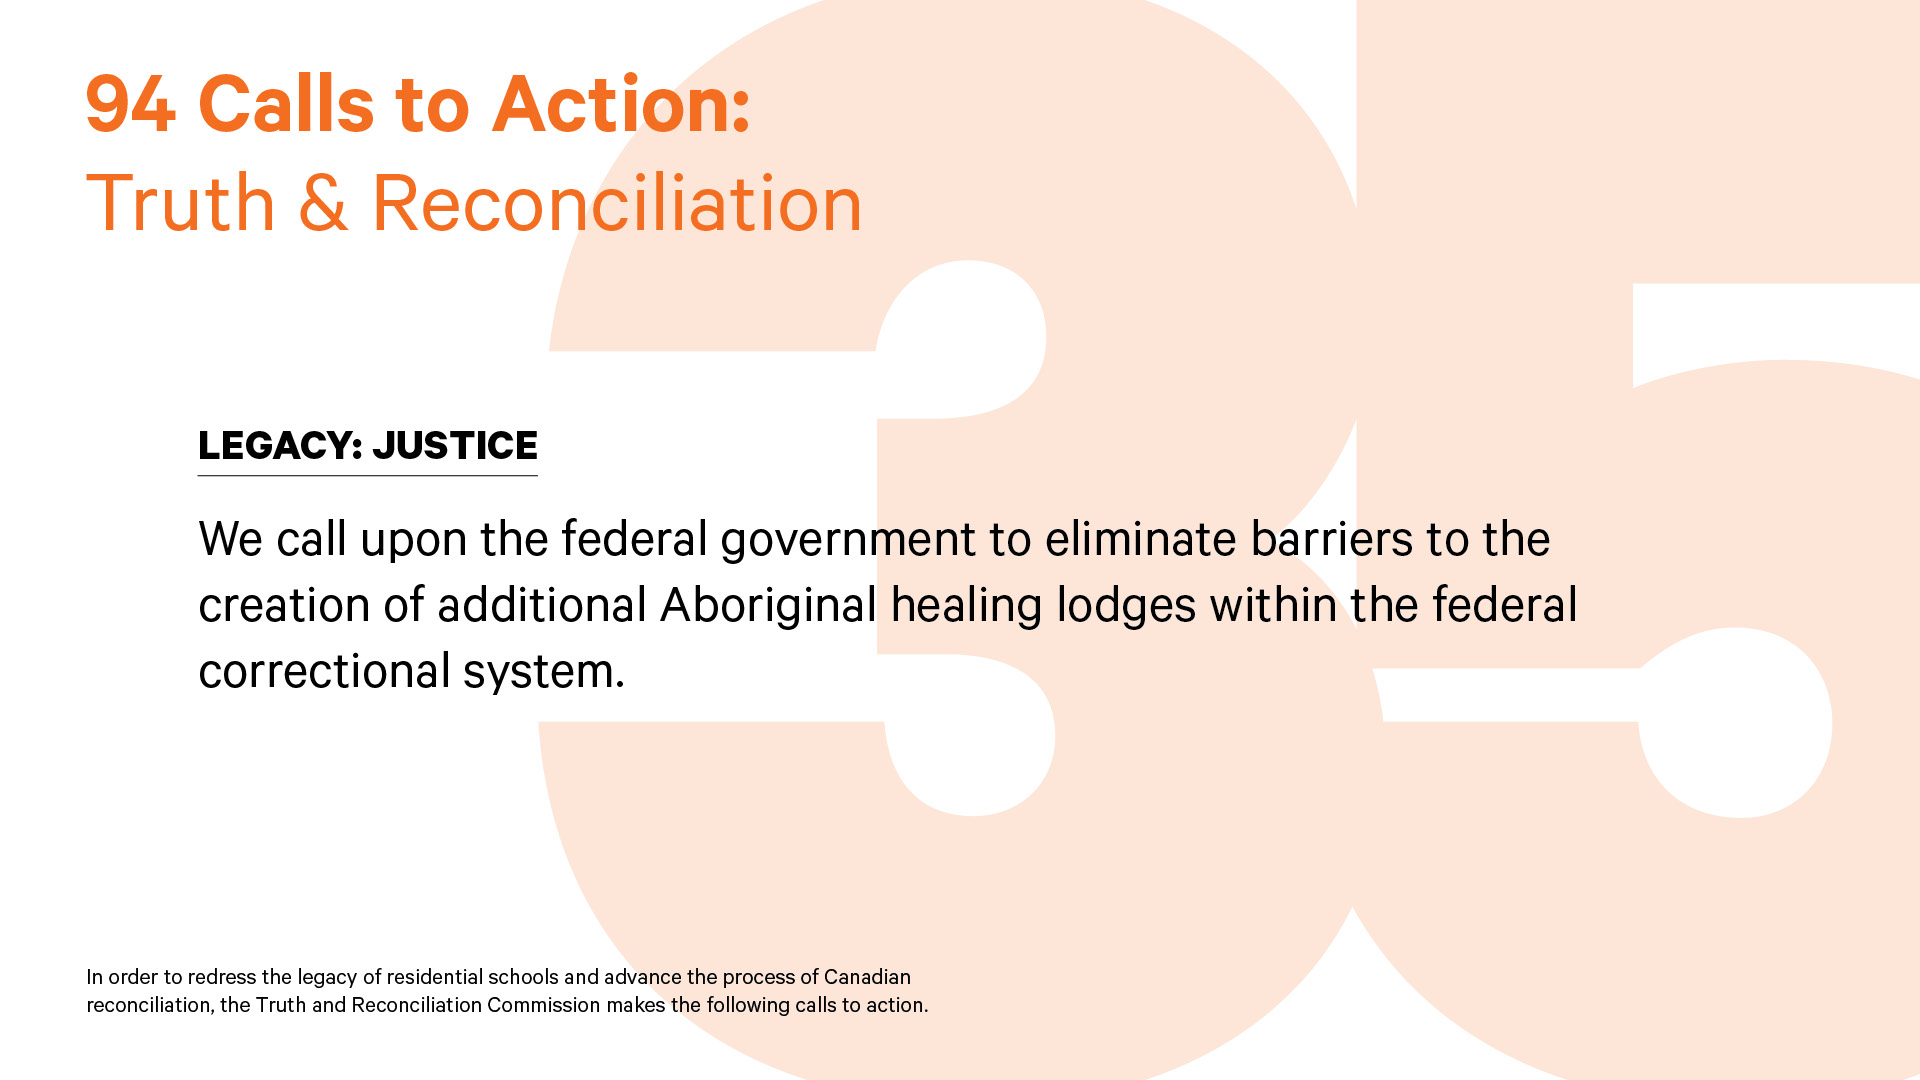 94 Calls to Action:
Truth & Reconciliation
35
LEGACY: JUSTICE
We call upon the federal government to eliminate barriers to the
creation of additional Aboriginal healing lodges within the federal
correctional system.
In order to redress the legacy of residential schools and advance the process of Canadian
reconciliation, the Truth and Reconciliation Commission makes the following calls to action.